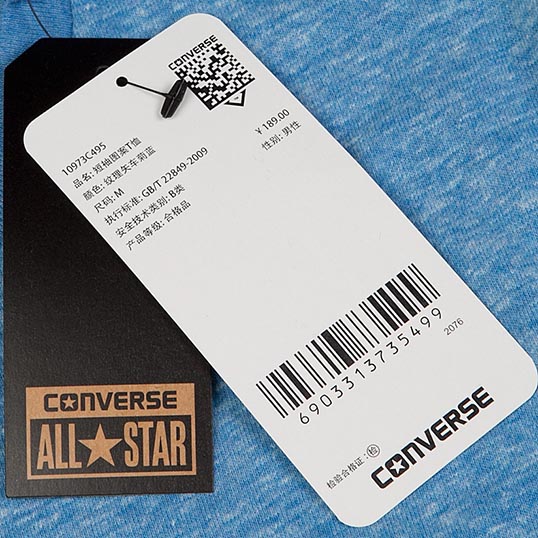 CONVERSE
10973C495
¥ 189.00
品名: 短袖图案T恤
性别: 男性
颜色: 纹理矢车菊蓝
尺码: M
执行标准: GB/T 22849-2009
安全技术类别: B类
产品等级: 合格品
6903313735499
2076
检验合格证: 检
CONVERSE
CONVERSE
ALL STAR